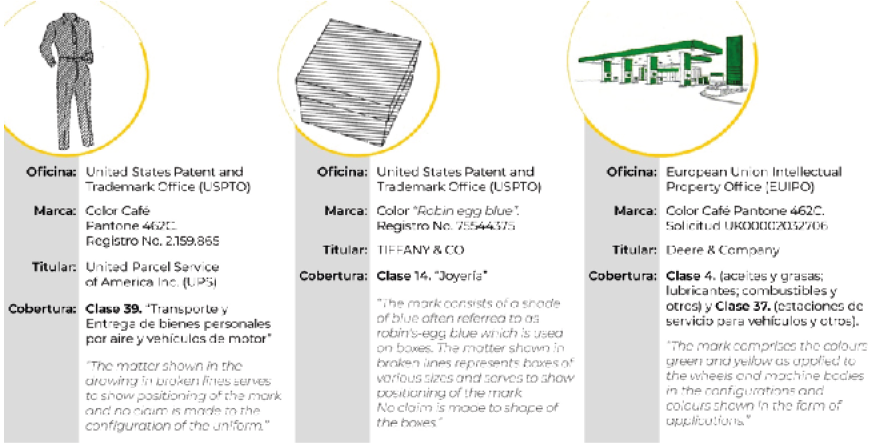 Oficina: United States Patent and
Trademark Office (USPTO)
Marca: Color Café
Pantone 462C.
Registro No. 2.159.865
Titular: United Parcel Service
of America Inc. (UPS)
Cobertura: Clase 39. "Transporte y
Entrega de bienes personales
por aire y vehículos de motor"
"The matter shown in the
drawing in broken lines serves
to show positioning of the mark
and no claim is made to the
configuration of the uniform."
Oficina: United States Patent and
Trademark Office (USPTO)
Marca: Color "Robin egg blue".
Registro No. 75544375
Titular: TIFFANY & CO
Cobertura: Clase 14. "Joyería"
"The mark consists of a shade
of blue often referred to as
robin's-egg blue which is used
on boxes. The matter shown in
broken lines represents boxes of
various sizes and serves to show
positioning of the mark
No claim is made to shape of
the boxes."
Oficina: European Union Intellectual
Property Office (EUIPO)
Marca: Color Café Pantone 462C.
Solicitud UK00002032706
Titular: Deere & Company
Cobertura: Clase 4. (aceites y grasas;
lubricantes; combustibles y
otros) y Clase 37. (estaciones de
servicio para vehículos y otros).
"The mark comprises the colours
green and yellow as applied to
the wheels and machine bodies
in the configurations and
colours shown in the form of
applications."